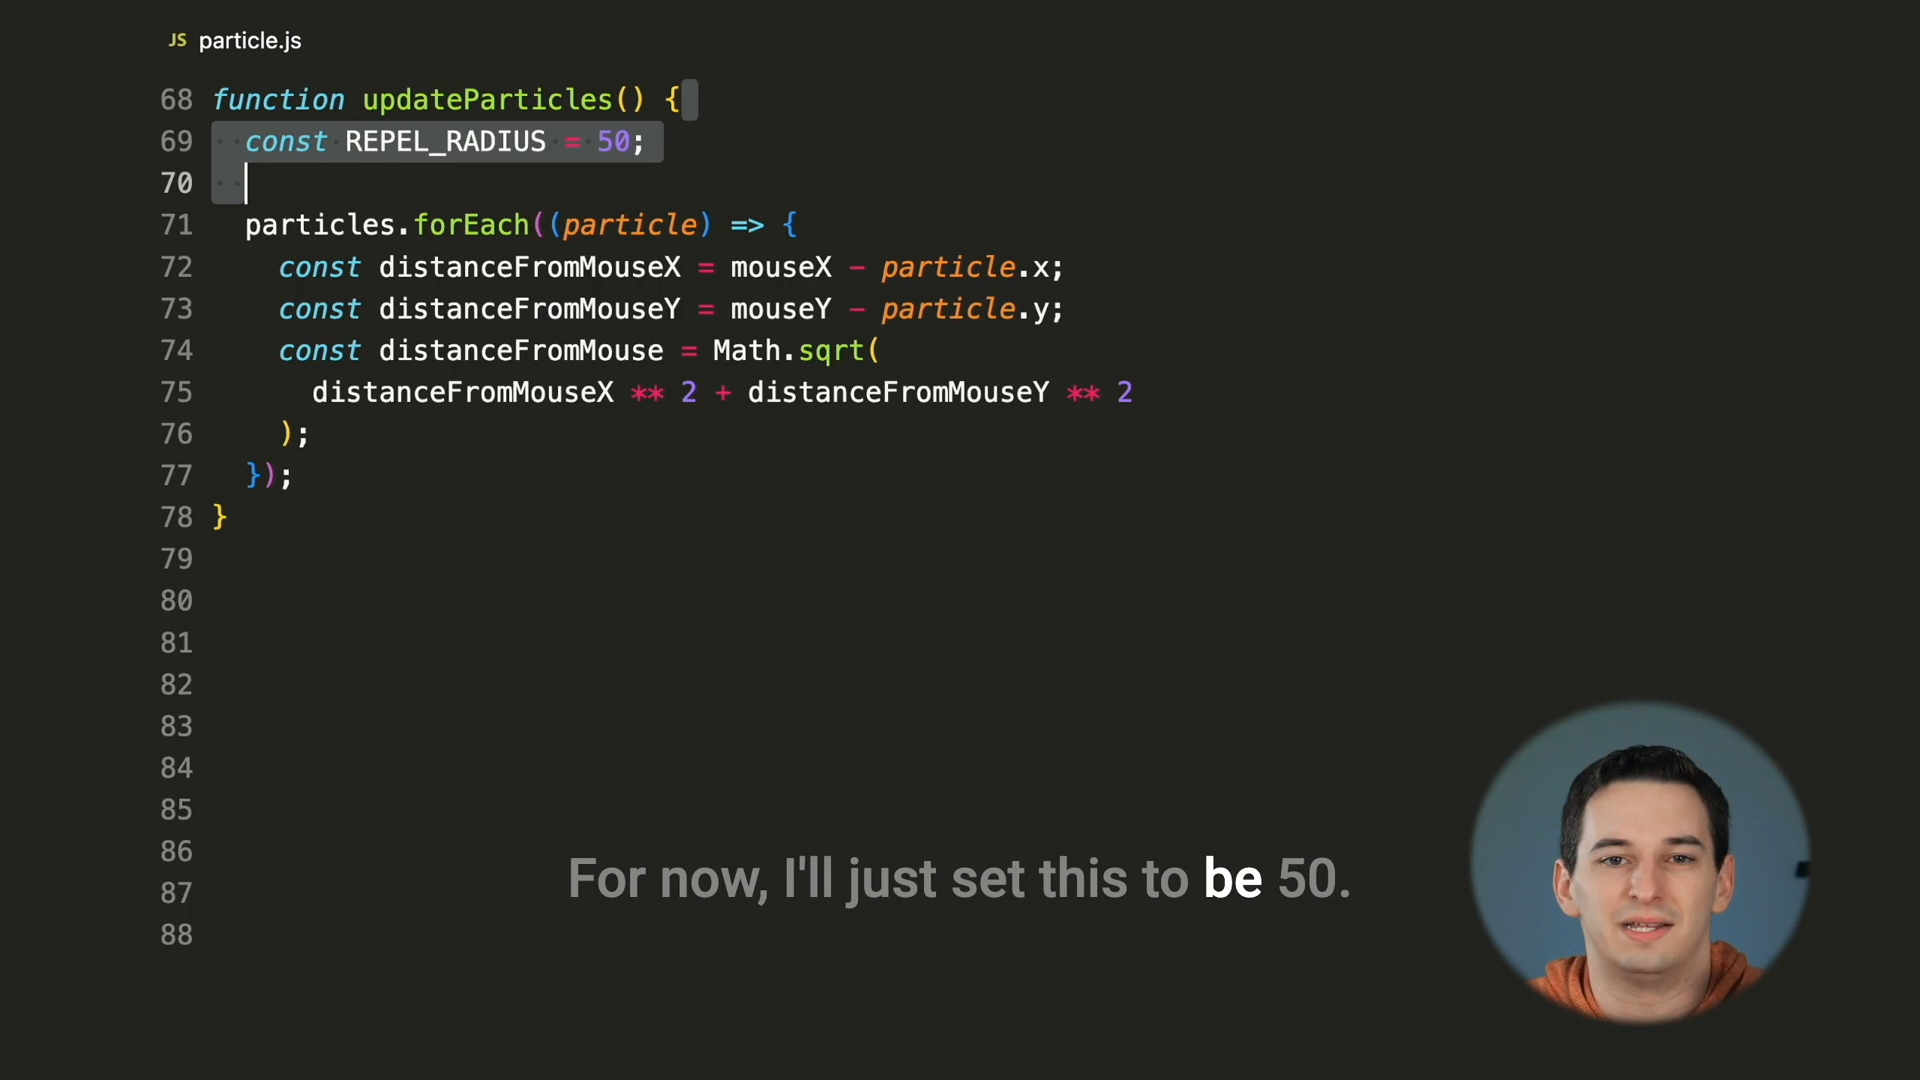 JS particle.js
68 function updateParticles() {
69 const REPEL_RADIUS = 50;
70
71 particles.forEach((particle) => {
72 const distanceFromMouseX = mouseX - particle.x;
73 const distanceFromMouseY = mouseY - particle.y;
74 const distanceFromMouse = Math.sqrt(
75 distanceFromMouseX ** 2 + distanceFromMouseY ** 2
76 );
77 });
78 }
79
80
81
82
83
84
85
86
87
88
For now, I'll just set this to be 50.